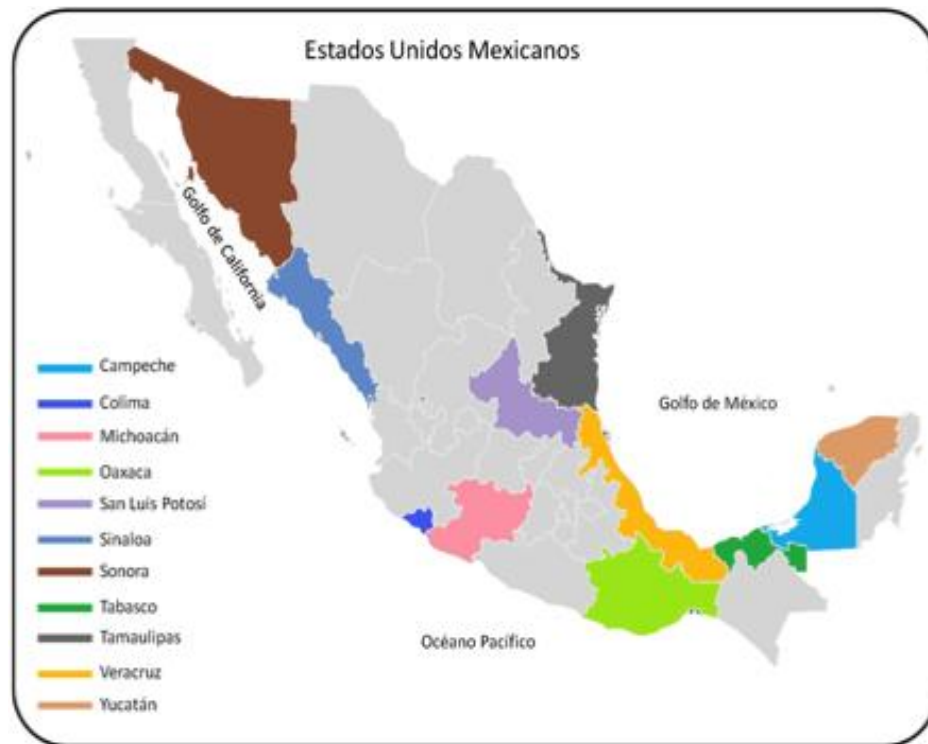 Estados Unidos Mexicanos
Golfo de California
Campeche
Colima
Michoacán
Oaxaca
San Luis Potosí
Sinaloa
Sonora
Tabasco
Tamaulipas
Veracruz
Yucatán
Golfo de México
Océano Pacífico